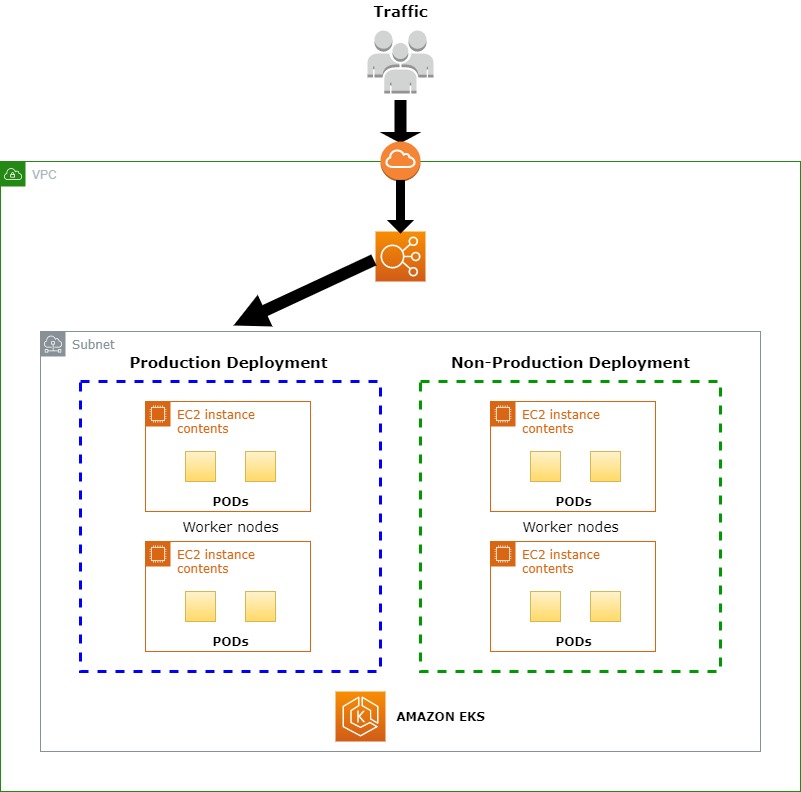 Traffic
VPC
Subnet
Production Deployment
Non-Production Deployment
EC2 instance
contents
PODs
Worker nodes
EC2 instance
contents
PODs
EC2 instance
contents
PODs
Worker nodes
EC2 instance
contents
PODs
K
AMAZON EKS